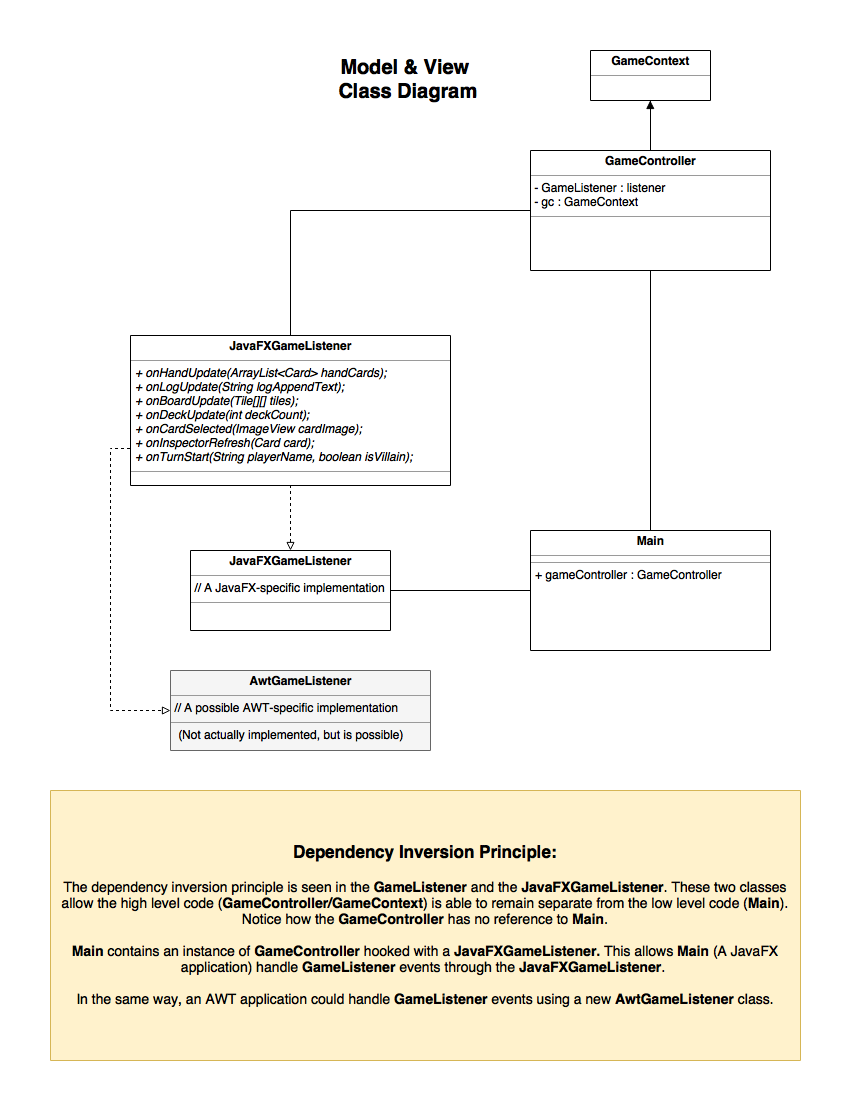 Model & View
Class Diagram
GameContext
GameController
- GameListener : listener
- gc : GameContext
JavaFXGameListener
+ onHandUpdate(ArrayList<Card> handCards);
+ onLogUpdate(String logAppendText);
+ onBoardUpdate(Tile[][] tiles);
+ onDeckUpdate(int deckCount);
+ onCardSelected(ImageView cardImage);
+ onInspectorRefresh(Card card);
+ onTurnStart(String playerName, boolean isVillain);
JavaFXGameListener
// A JavaFX-specific implementation
Main
+ gameController : GameController
AwtGameListener
// A possible AWT-specific implementation
(Not actually implemented, but is possible)
Dependency Inversion Principle:
The dependency inversion principle is seen in the GameListener and the JavaFXGameListener. These two classes
allow the high level code (GameController/GameContext) is able to remain separate from the low level code (Main).
Notice how the GameController has no reference to Main.
Main contains an instance of GameController hooked with a JavaFXGameListener. This allows Main (A JavaFX
application) handle GameListener events through the JavaFXGameListener.
In the same way, an AWT application could handle GameListener events using a new AwtGameListener class.